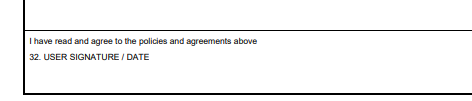 I have read and agree to the policies and agreements above
32. USER SIGNATURE / DATE